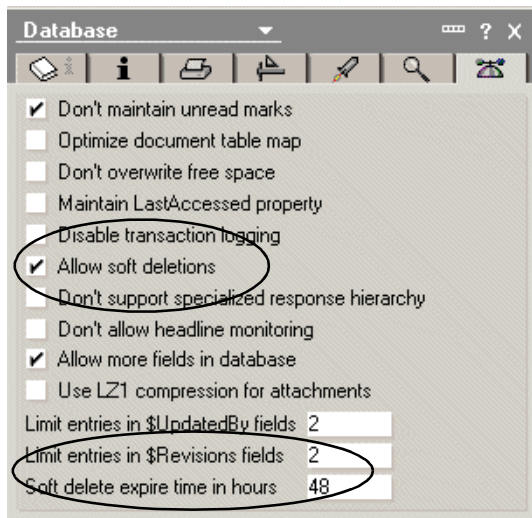 Database ? X
i i
Don't maintain unread marks
Optimize document table map
Don't overwrite free space
Maintain LastAccessed property
Disable transaction logging
Allow soft deletions
Don't support specialized response hierarchy
Don't allow headline monitoring
Allow more fields in database
Use LZ1 compression for attachments
Limit entries in $UpdatedBy fields 2
Limit entries in $Revisions fields 2
Soft delete expire time in hours 48